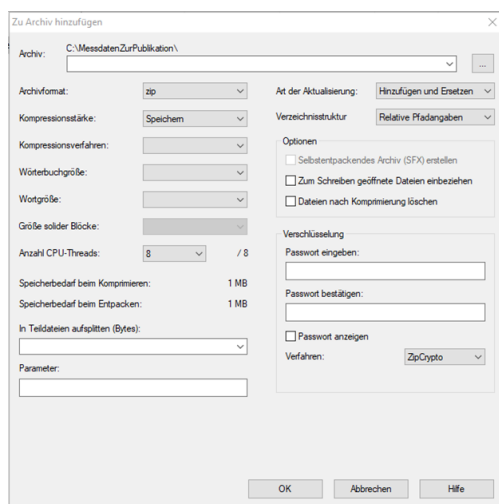 Zu Archiv hinzufügen
Archiv: C:\MessdatenZurPublikation\
...
Archivformat: zip
Art der Aktualisierung: Hinzufügen und Ersetzen
Kompressionsstärke: Speichern
Verzeichnisstruktur Relative Pfadangaben
Kompressionsverfahren:
Optionen
Selbstentpackendes Archiv (SFX) erstellen
Wörterbuchgröße:
Zum Schreiben geöffnete Dateien einbeziehen
Wortgröße:
Dateien nach Komprimierung löschen
Größe solider Blöcke:
Verschlüsselung
Anzahl CPU-Threads: 8 / 8
Passwort eingeben:
Speicherbedarf beim Komprimieren: 1 MB
Passwort bestätigen:
Speicherbedarf beim Entpacken: 1 MB
In Teildateien aufsplitten (Bytes):
Passwort anzeigen
Verfahren: ZipCrypto
Parameter:
OK Abbrechen Hilfe